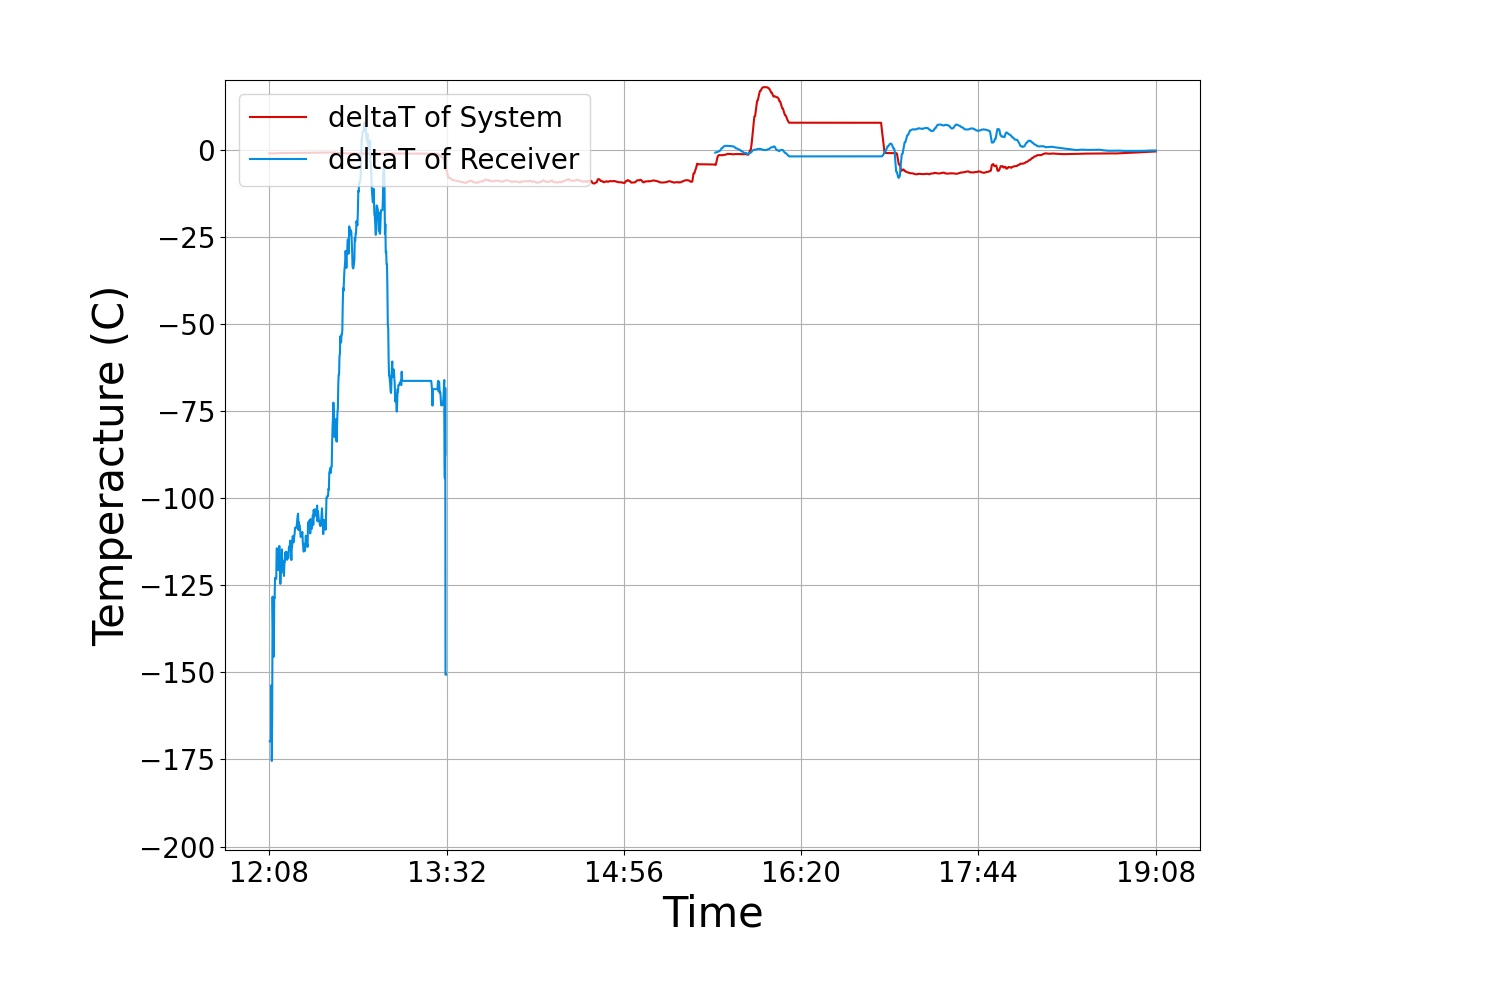 deltaT of System
deltaT of Receiver
0
−25
−50
−75
−100
−125
−150
−175
−200
Temperacture (C)
12:08 13:32 14:56 16:20 17:44 19:08
Time